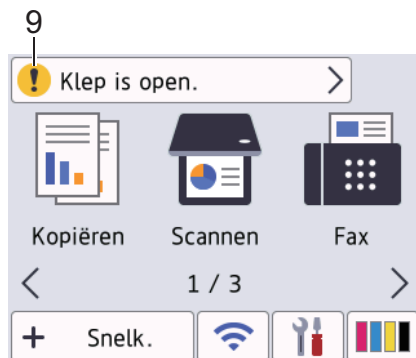 9
Klep is open.
Kopiëren Scannen Fax
1 / 3
+ Snelk.